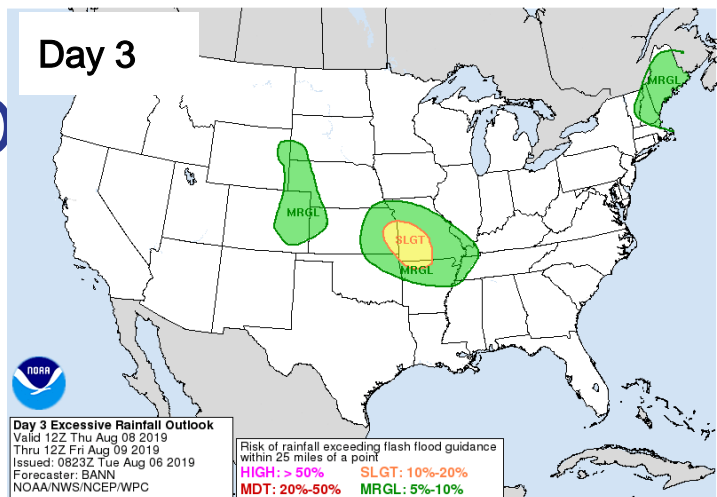 Day 3
MRGL
MRGL
SLGT
MRGL
NOAA
Day 3 Excessive Rainfall Outlook
Valid 12Z Thu Aug 08 2019
Thru 12Z Fri Aug 09 2019
Issued: 0823Z Tue Aug 06 2019
Forecaster: BANN
NOAA/NWS/NCEP/WPC
Risk of rainfall exceeding flash flood guidance
within 25 miles of a point
HIGH: > 50% SLGT: 10%-20%
MDT: 20%-50% MRGL: 5%-10%